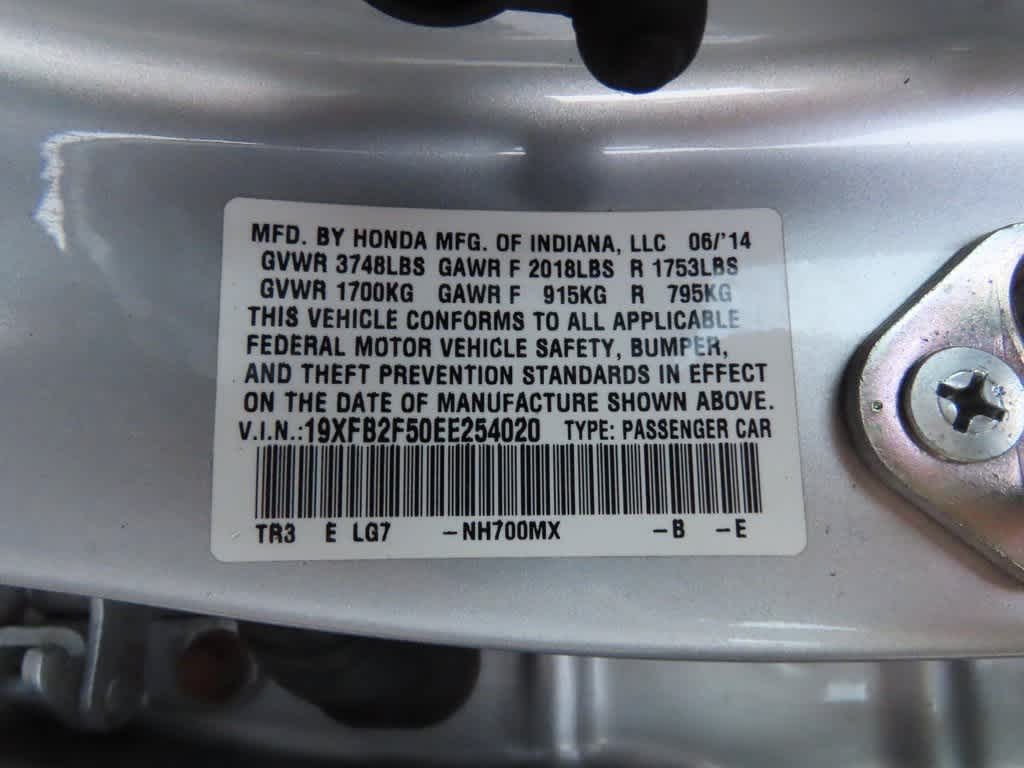 MFD. BY HONDA MFG. OF INDIANA, LLC 06/'14
GVWR 3748LBS GAWR F 2018LBS R 1753LBS
GVWR 1700KG GAWR F 915KG R 795KG
THIS VEHICLE CONFORMS TO ALL APPLICABLE
FEDERAL MOTOR VEHICLE SAFETY, BUMPER,
AND THEFT PREVENTION STANDARDS IN EFFECT
ON THE DATE OF MANUFACTURE SHOWN ABOVE.
V.I.N.:19XFB2F50EE254020 TYPE: PASSENGER CAR
TR3 E LG7 -NH700MX -B -E